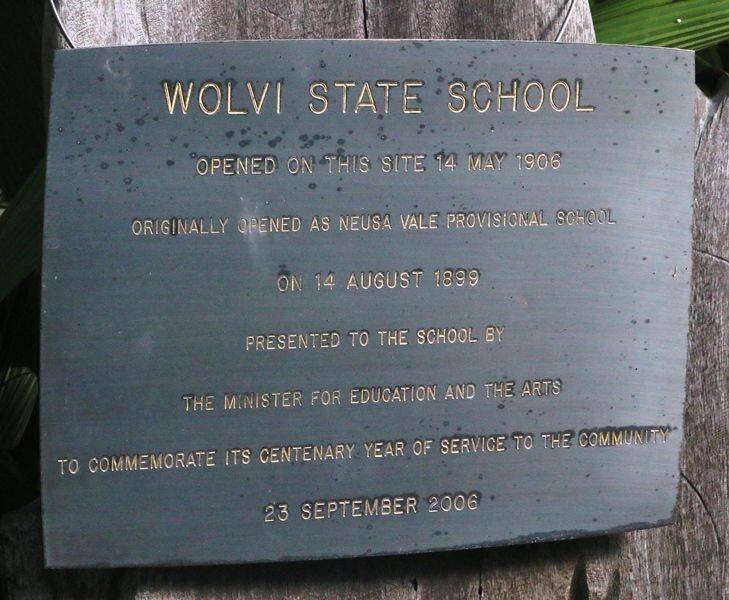 WOLVI STATE SCHOOL
OPENED ON THIS SITE 14 MAY 1906
ORIGINALLY OPENED AS NEUSA VALE PROVISIONAL SCHOOL
ON 14 AUGUST 1899
PRESENTED TO THE SCHOOL BY
THE MINISTER FOR EDUCATION AND THE ARTS
TO COMMEMORATE ITS CENTENARY YEAR OF SERVICE TO THE COMMUNITY
23 SEPTEMBER 2006